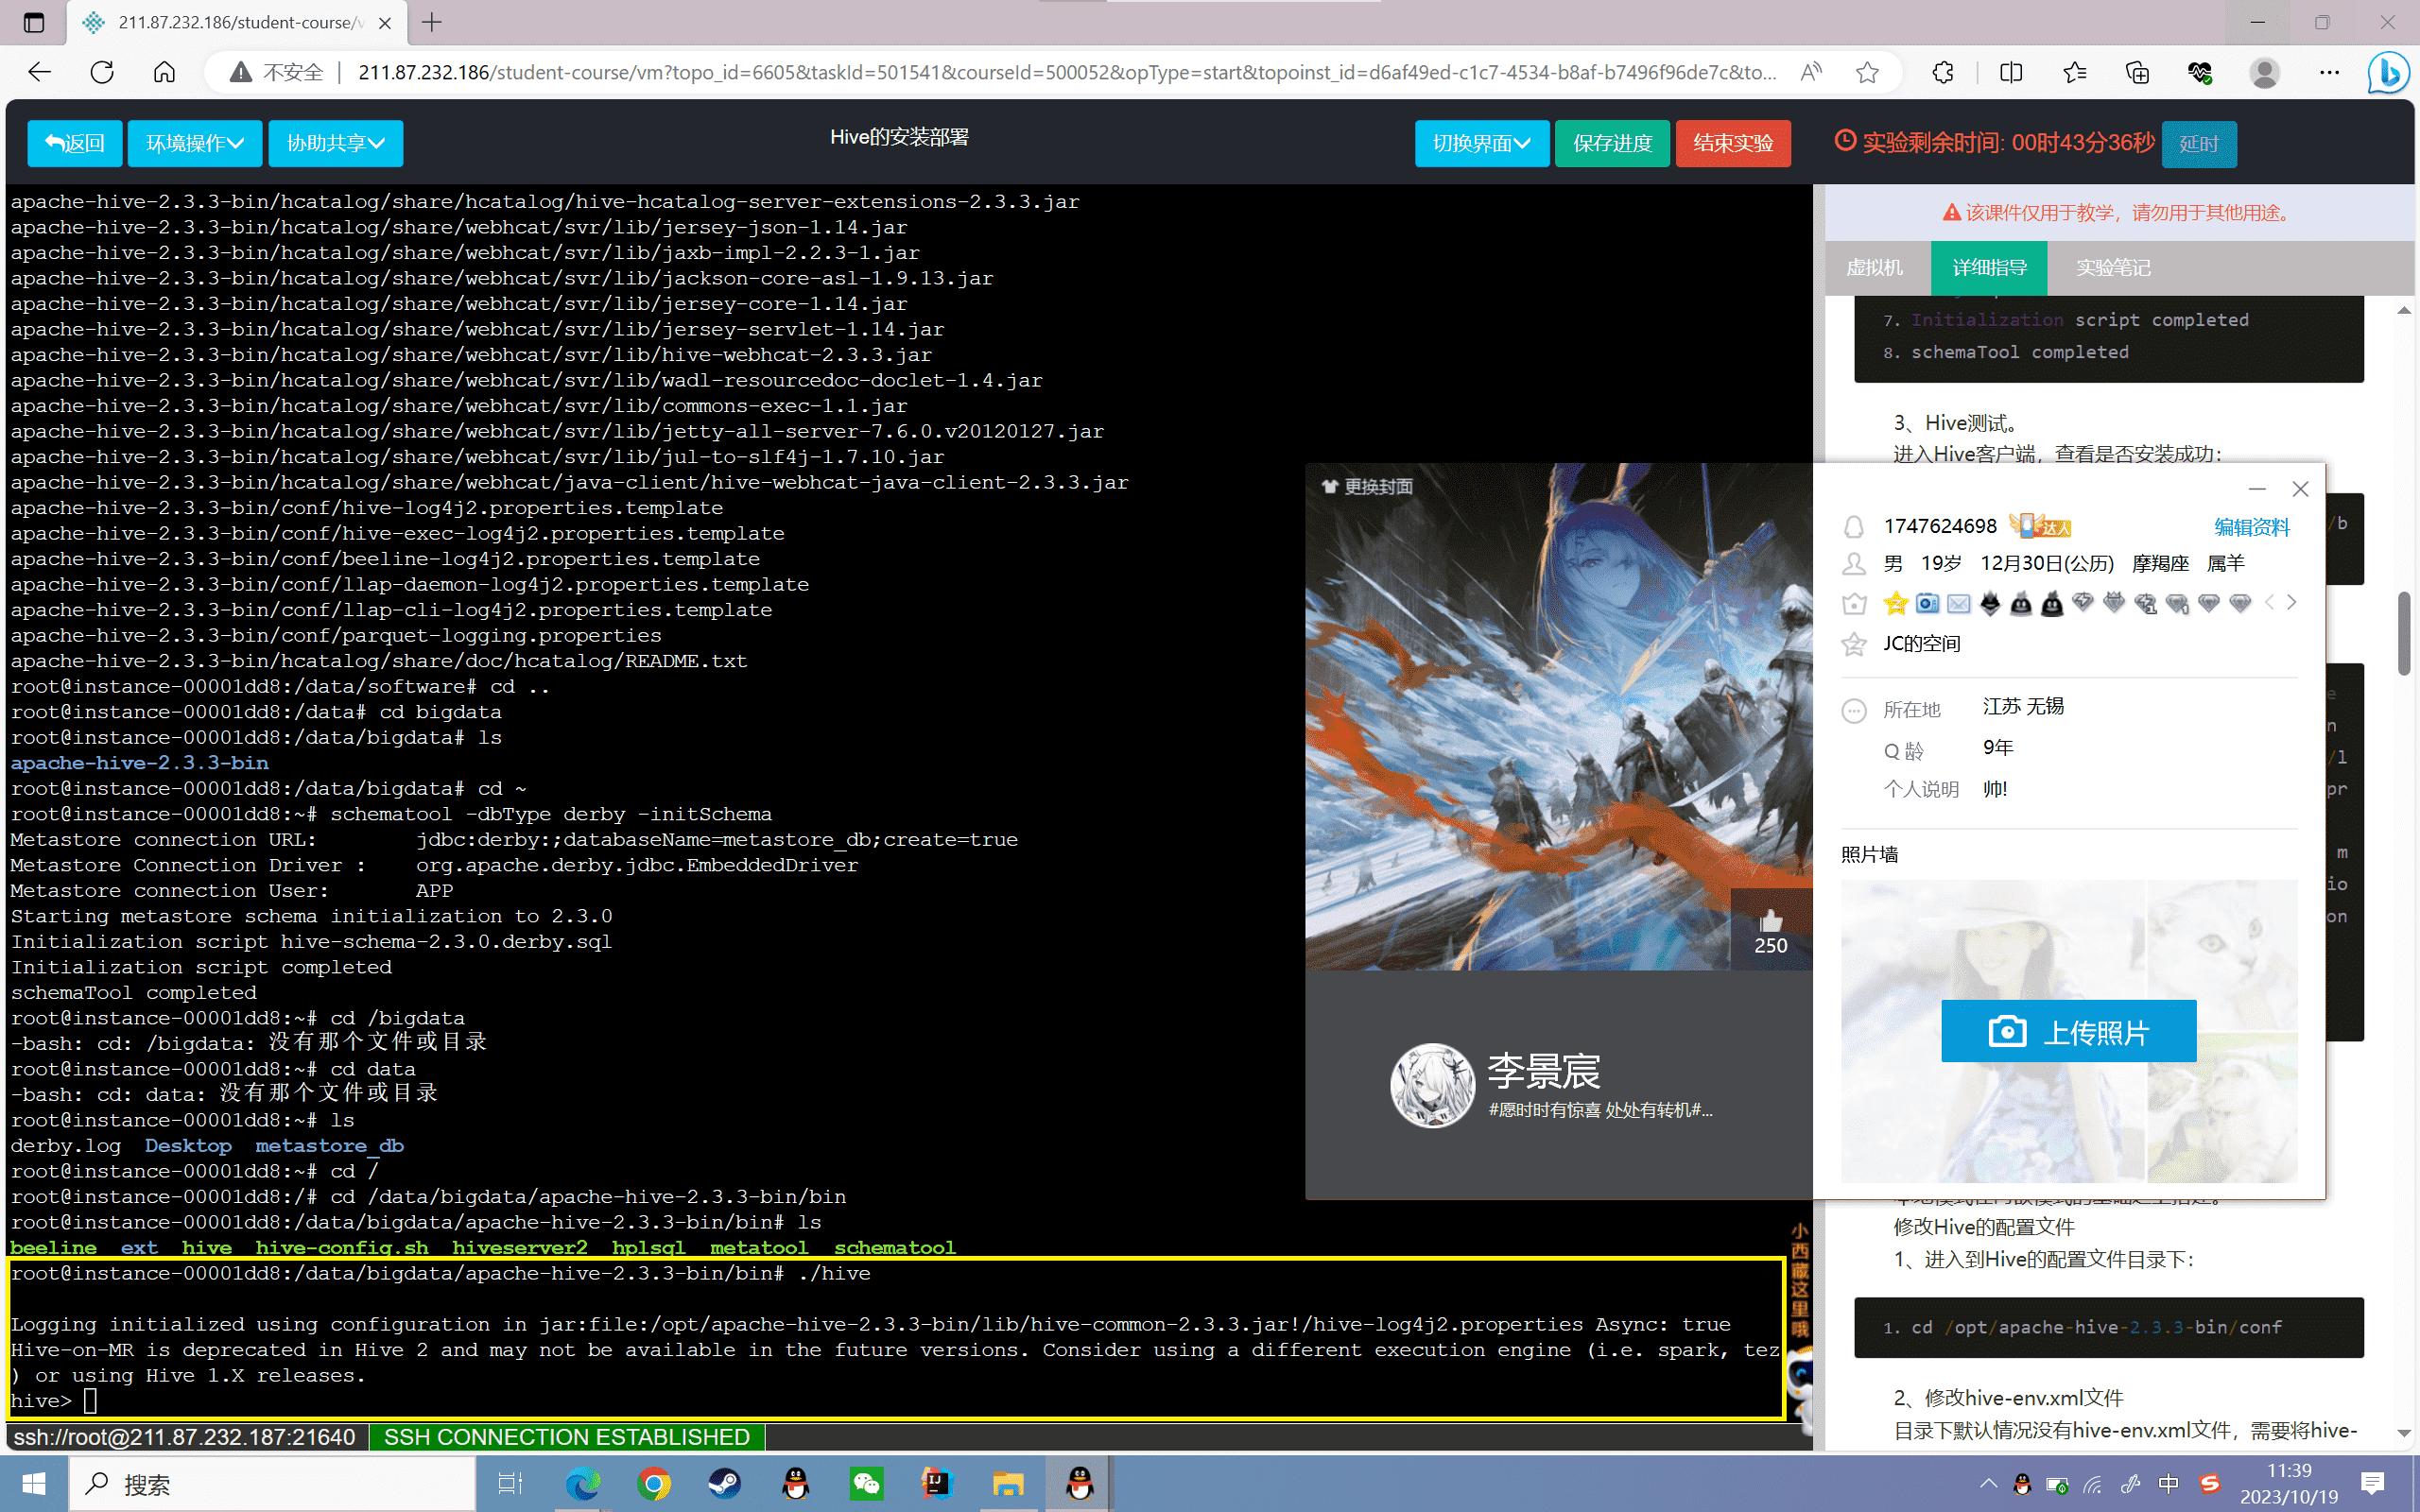 211.87.232.186/student-course/v
不安全
211.87.232.186/student-course/vm?topo_id=6605&taskId=501541&courseId=500052&opType=start&topoinst_id=d6af49ed-c1c7-4534-b8af-b7496f96de7c&to...
返回
环境操作
协助共享
Hive的安装部署
切换界面
保存进度
结束实验
实验剩余时间: 00时43分36秒
延时
apache-hive-2.3.3-bin/hcatalog/share/hcatalog/hive-hcatalog-server-extensions-2.3.3.jar
apache-hive-2.3.3-bin/hcatalog/share/webhcat/svr/lib/jersey-json-1.14.jar
apache-hive-2.3.3-bin/hcatalog/share/webhcat/svr/lib/jaxb-impl-2.2.3-1.jar
apache-hive-2.3.3-bin/hcatalog/share/webhcat/svr/lib/jackson-core-asl-1.9.13.jar
apache-hive-2.3.3-bin/hcatalog/share/webhcat/svr/lib/jersey-core-1.14.jar
apache-hive-2.3.3-bin/hcatalog/share/webhcat/svr/lib/jersey-servlet-1.14.jar
apache-hive-2.3.3-bin/hcatalog/share/webhcat/svr/lib/hive-webhcat-2.3.3.jar
apache-hive-2.3.3-bin/hcatalog/share/webhcat/svr/lib/wadl-resourcedoc-doclet-1.4.jar
apache-hive-2.3.3-bin/hcatalog/share/webhcat/svr/lib/commons-exec-1.1.jar
apache-hive-2.3.3-bin/hcatalog/share/webhcat/svr/lib/jetty-all-server-7.6.0.v20120127.jar
apache-hive-2.3.3-bin/hcatalog/share/webhcat/svr/lib/jul-to-slf4j-1.7.10.jar
apache-hive-2.3.3-bin/hcatalog/share/webhcat/java-client/hive-webhcat-java-client-2.3.3.jar
apache-hive-2.3.3-bin/conf/hive-log4j2.properties.template
apache-hive-2.3.3-bin/conf/hive-exec-log4j2.properties.template
apache-hive-2.3.3-bin/conf/beeline-log4j2.properties.template
apache-hive-2.3.3-bin/conf/llap-daemon-log4j2.properties.template
apache-hive-2.3.3-bin/conf/llap-cli-log4j2.properties.template
apache-hive-2.3.3-bin/conf/parquet-logging.properties
apache-hive-2.3.3-bin/hcatalog/share/doc/hcatalog/README.txt
root@instance-00001dd8:/data/software# cd ..
root@instance-00001dd8:/data# cd bigdata
root@instance-00001dd8:/data/bigdata# ls
apache-hive-2.3.3-bin
root@instance-00001dd8:/data/bigdata# cd ~
root@instance-00001dd8:~# schematool -dbType derby -initSchema
Metastore connection URL: jdbc:derby:;databaseName=metastore_db;create=true
Metastore Connection Driver : org.apache.derby.jdbc.EmbeddedDriver
Metastore connection User: APP
Starting metastore schema initialization to 2.3.0
Initialization script hive-schema-2.3.0.derby.sql
Initialization script completed
schemaTool completed
root@instance-00001dd8:~# cd /bigdata
-bash: cd: /bigdata: 没有那个文件或目录
root@instance-00001dd8:~# cd data
-bash: cd: data: 没有那个文件或目录
root@instance-00001dd8:~# ls
derby.log Desktop metastore_db
root@instance-00001dd8:~# cd /
root@instance-00001dd8:/# cd /data/bigdata/apache-hive-2.3.3-bin/bin
root@instance-00001dd8:/data/bigdata/apache-hive-2.3.3-bin/bin# ls
beeline ext hive hive-config.sh hiveserver2 hplsql metatool schematool
root@instance-00001dd8:/data/bigdata/apache-hive-2.3.3-bin/bin# ./hive
Logging initialized using configuration in jar:file:/opt/apache-hive-2.3.3-bin/lib/hive-common-2.3.3.jar!/hive-log4j2.properties Async: true
Hive-on-MR is deprecated in Hive 2 and may not be available in the future versions. Consider using a different execution engine (i.e. spark, tez
) or using Hive 1.X releases.
hive>
ssh://root@211.87.232.187:21640
SSH CONNECTION ESTABLISHED
小西藏这里哦
该课件仅用于教学，请勿用于其他用途。
虚拟机
详细指导
实验笔记
7. Initialization script completed
8. schemaTool completed
3、Hive测试。
进入Hive客户端，查看是否安装成功：
/b
n
/l
pr
m
io
on
更换封面
250
李景宸
#愿时时有惊喜 处处有转机#...
1747624698
达人
编辑资料
男 19岁 12月30日(公历) 摩羯座 属羊
JC的空间
所在地 江苏 无锡
Q 龄 9年
个人说明 帅!
照片墙
上传照片
修改Hive的配置文件
1、进入到Hive的配置文件目录下：
1. cd /opt/apache-hive-2.3.3-bin/conf
2、修改hive-env.xml文件
目录下默认情况没有hive-env.xml文件，需要将hive-
搜索
中
11:39
2023/10/19